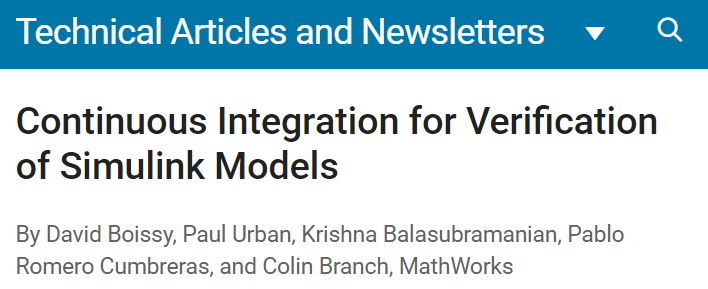 Technical Articles and Newsletters
Continuous Integration for Verification
of Simulink Models
By David Boissy, Paul Urban, Krishna Balasubramanian, Pablo
Romero Cumbreras, and Colin Branch, MathWorks